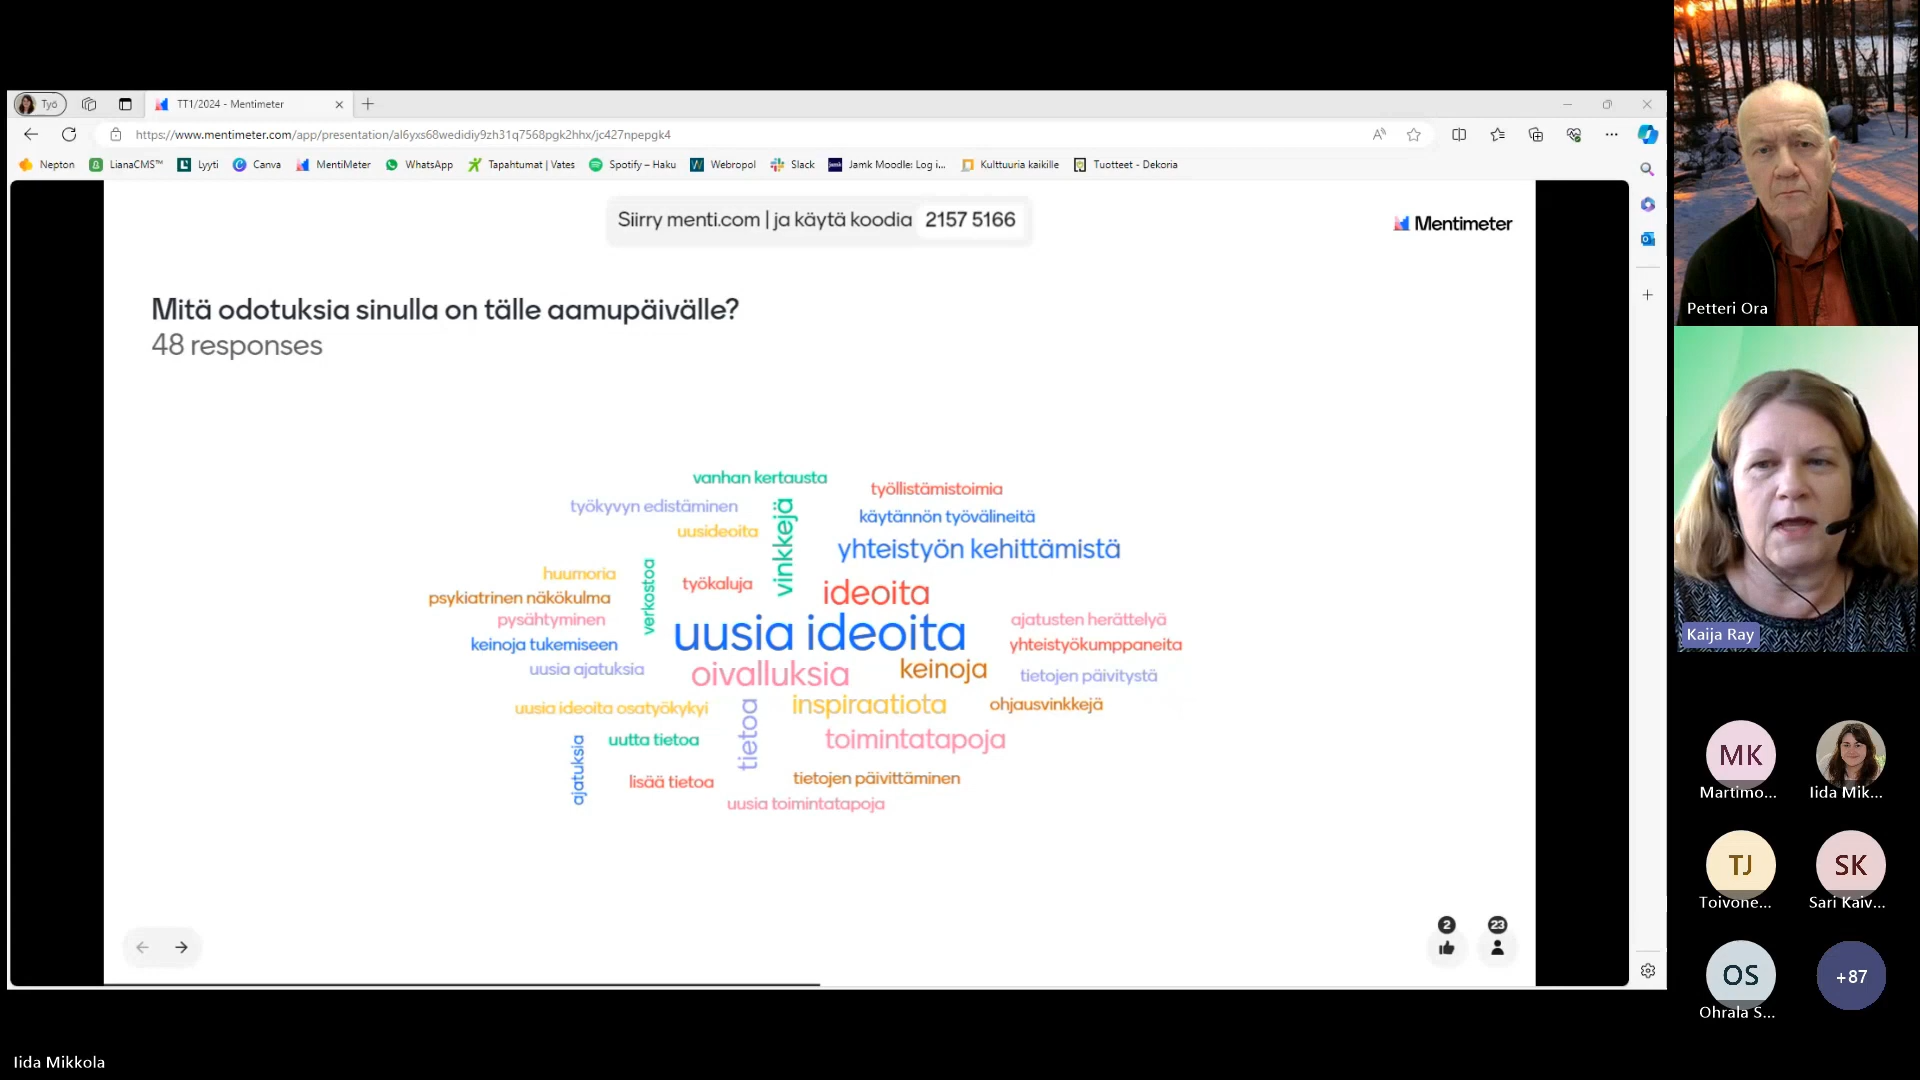 Työ
TT1/2024 - Mentimeter
https://www.mentimeter.com/app/presentation/al6yxs68wedidiy9zh31q7568pgk2hhx/jc427npepgk4
Nepton
LianaCMS™
Lyyti
Canva
MentiMeter
WhatsApp
Tapahtumat | Vates
Spotify – Haku
Webropol
Slack
Jamk Moodle: Log i...
Kulttuuria kaikille
Tuotteet - Dekoria
Siirry menti.com | ja käytä koodia 2157 5166
Mentimeter
Mitä odotuksia sinulla on tälle aamupäivälle?
48 responses
vanhan kertausta
työllistämistoimia
työkyvyn edistäminen
vinkkejä
käytännön työvälineitä
uusideoita
yhteistyön kehittämistä
huumoria
verkostoa
työkaluja
ideoita
psykiatrinen näkökulma
pysähtyminen
uusia ideoita
ajatusten herättelyä
keinoja tukemiseen
yhteistyökumppaneita
uusia ajatuksia
oivalluksia
keinoja
tietojen päivitystä
uusia ideoita osatyökykyi
tietoa
inspiraatiota
ohjausvinkkejä
ajatuksia
uutta tietoa
toimintatapoja
lisää tietoa
tietojen päivittäminen
uusia toimintatapoja
2
23
Petteri Ora
Kaija Ray
MK
Martimo...
Iida Mik...
TJ
Toivone...
SK
Sari Kaiv...
OS
Ohrala S...
+87
Iida Mikkola